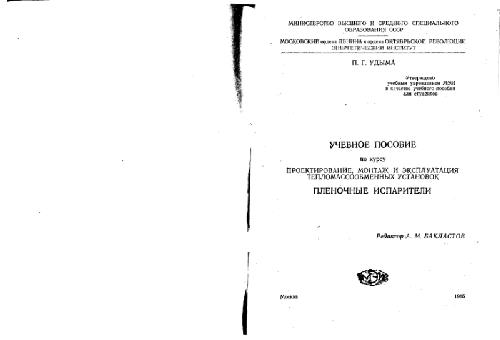 МИНИСТЕРСТВО ВЫСШЕГО И СРЕДНЕГО СПЕЦИАЛЬНОГО
ОБРАЗОВАНИЯ СССР
МОСКОВСКИЙ ордена ЛЕНИНА и ордена ОКТЯБРЬСКОЙ РЕВОЛЮЦИИ
ЭНЕРГЕТИЧЕСКИЙ ИНСТИТУТ
П. Г. УДЫМА
Утверждено
учебным управлением МЭИ
в качестве учебного пособия
для студентов
УЧЕБНОЕ ПОСОБИЕ
по курсу
ПРОЕКТИРОВАНИЕ, МОНТАЖ И ЭКСПЛУАТАЦИЯ
ТЕПЛОМАССООБМЕННЫХ УСТАНОВОК
ПЛЕНОЧНЫЕ ИСПАРИТЕЛИ
Редактор А. М. БАКЛАСТОВ
МЭИ
Москва